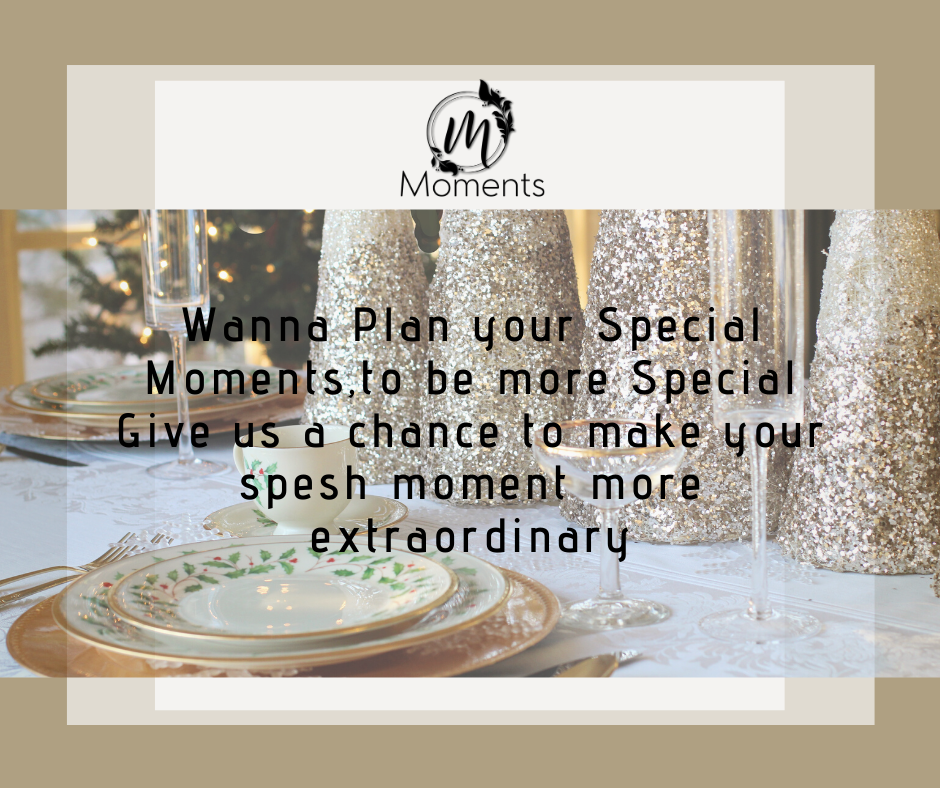 M
Moments
Wanna Plan your Special
Moments,to be more Special
Give us a chance to make your
spesh moment more
extraordinary